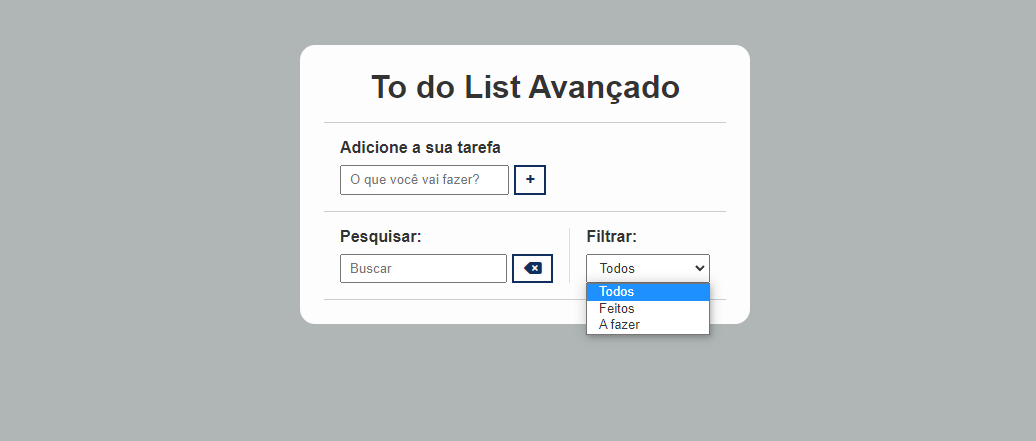 To do List Avançado
Adicione a sua tarefa
O que você vai fazer?
+
Pesquisar:
Buscar
Filtrar:
Todos
Todos
Feitos
A fazer